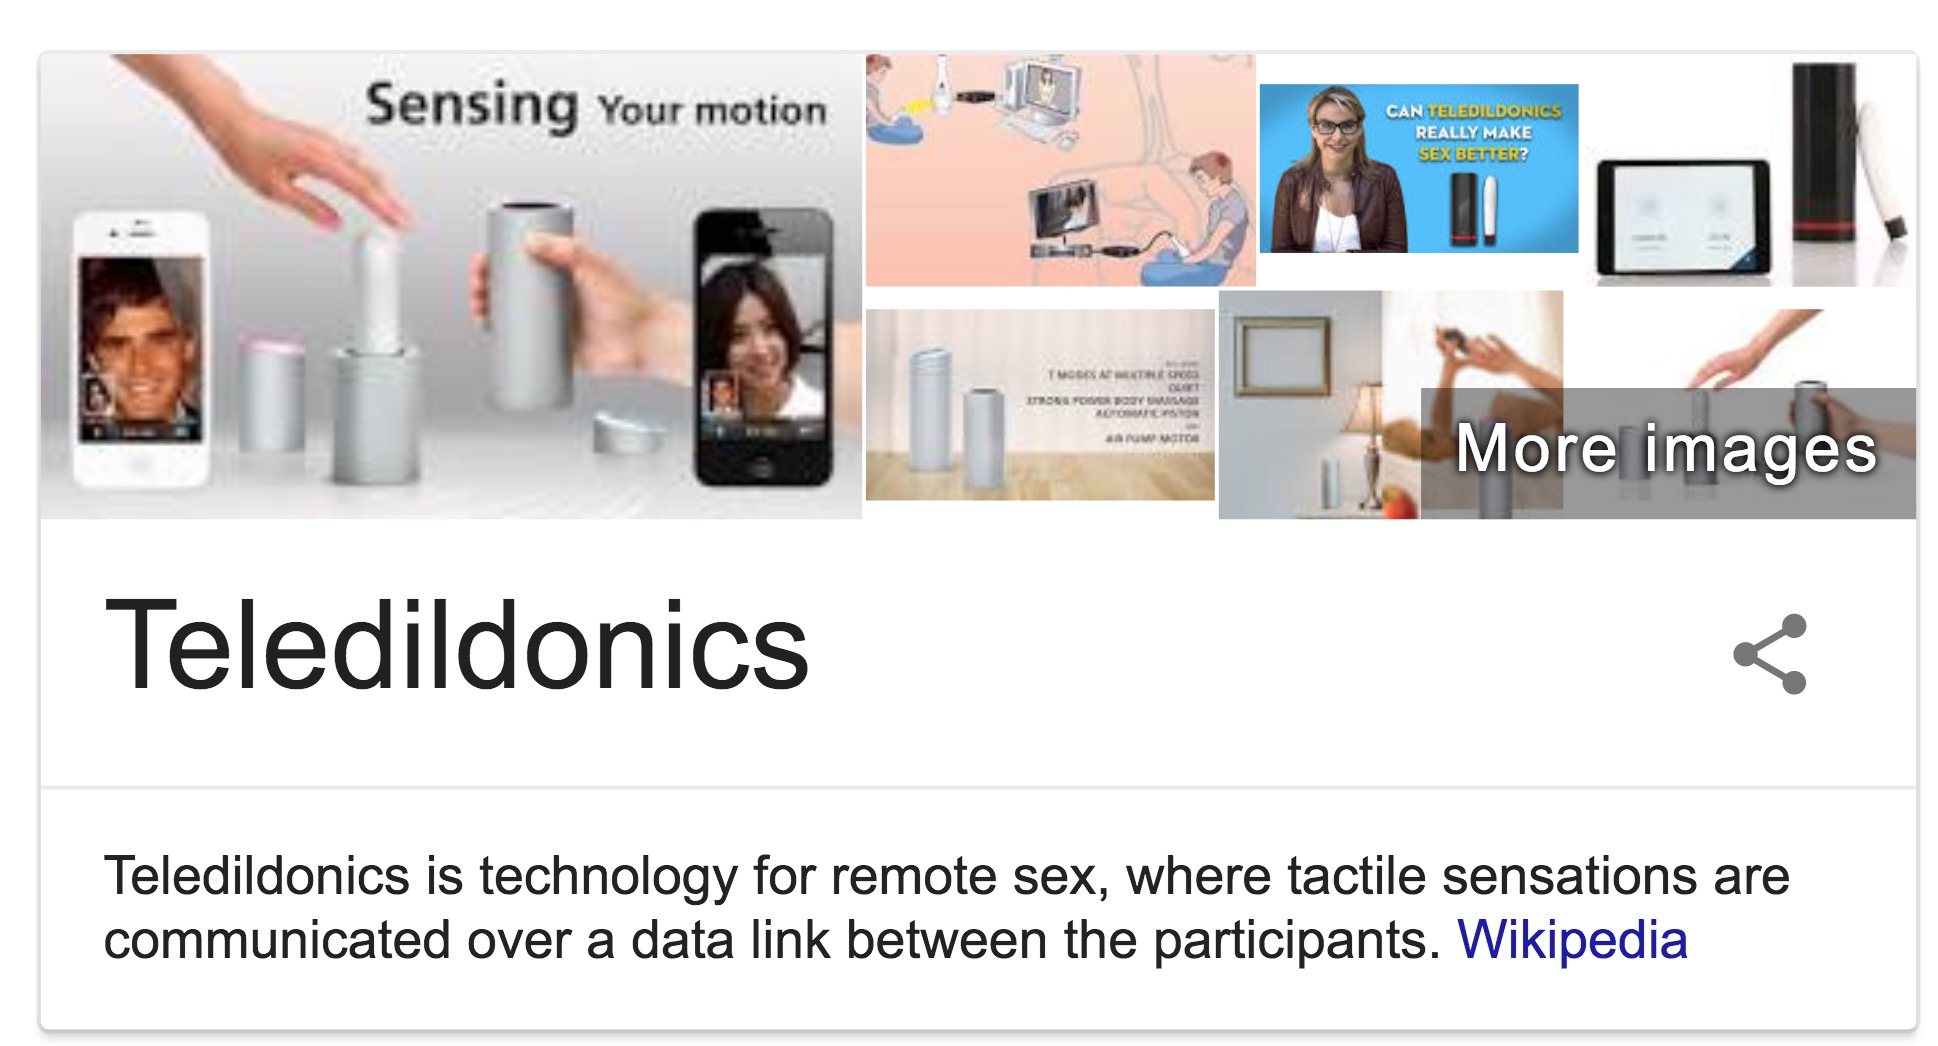 Sensing Your motion
CAN TELEDILDONICS
REALLY MAKE
SEX BETTER?
7 MODES AT MULTIPLE SPEED
QUIET
STRONG POWER BODY MASSAGE
AUTOMATIC PISTON
AIR PUMP MOTOR
More images
Teledildonics
Teledildonics is technology for remote sex, where tactile sensations are
communicated over a data link between the participants. Wikipedia